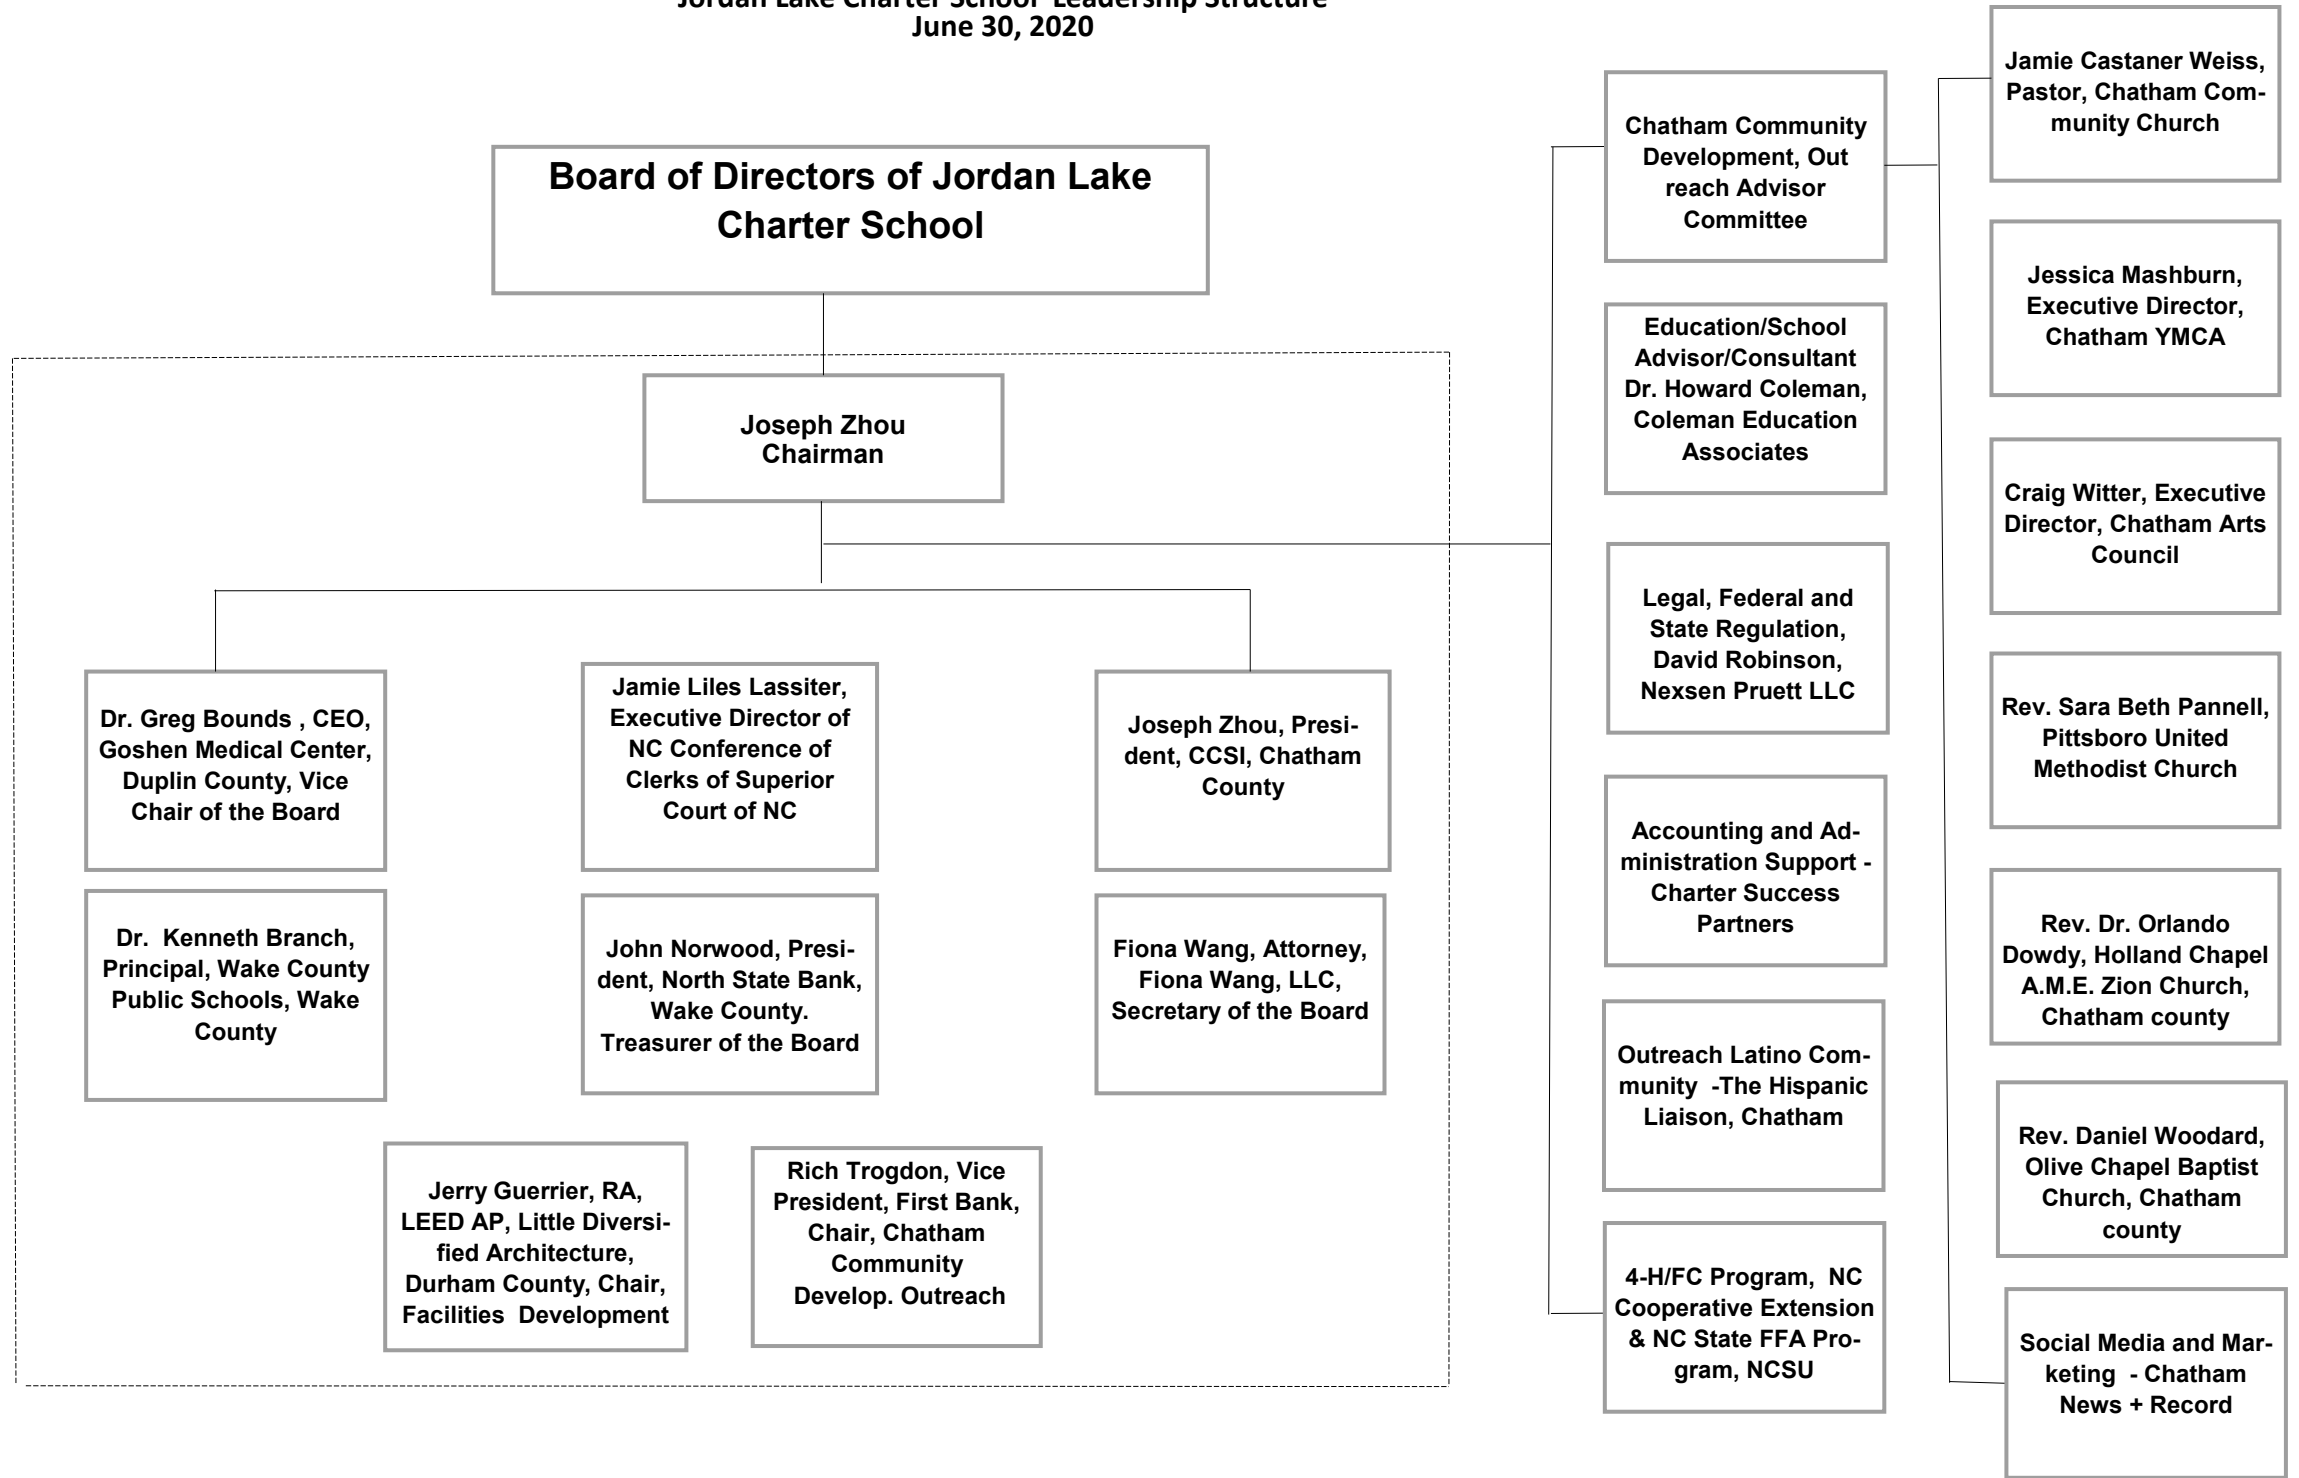 Jordan Lake Charter School Leadership Structure
June 30, 2020
Board of Directors of Jordan Lake
Charter School
Joseph Zhou
Chairman
Dr. Greg Bounds , CEO,
Goshen Medical Center,
Duplin County, Vice
Chair of the Board
Jamie Liles Lassiter,
Executive Director of
NC Conference of
Clerks of Superior
Court of NC
Joseph Zhou, Presi-
dent, CCSI, Chatham
County
Dr.  Kenneth Branch,
Principal, Wake County
Public Schools, Wake
County
John Norwood, Presi-
dent, North State Bank,
Wake County.
Treasurer of the Board
Fiona Wang, Attorney,
Fiona Wang, LLC,
Secretary of the Board
Jerry Guerrier, RA,
LEED AP, Little Diversi-
fied Architecture,
Durham County, Chair,
Facilities  Development
Rich Trogdon, Vice
President, First Bank,
Chair, Chatham
Community
Develop. Outreach
Chatham Community
Development, Out
reach Advisor
Committee
Education/School
Advisor/Consultant
Dr. Howard Coleman,
Coleman Education
Associates
Legal, Federal and
State Regulation,
David Robinson,
Nexsen Pruett LLC
Accounting and Ad-
ministration Support -
Charter Success
Partners
Outreach Latino Com-
munity  -The Hispanic
Liaison, Chatham
4-H/FC Program,  NC
Cooperative Extension
& NC State FFA Pro-
gram, NCSU
Jamie Castaner Weiss,
Pastor, Chatham Com-
munity Church
Jessica Mashburn,
Executive Director,
Chatham YMCA
Craig Witter, Executive
Director, Chatham Arts
Council
Rev. Sara Beth Pannell,
Pittsboro United
Methodist Church
Rev. Dr. Orlando
Dowdy, Holland Chapel
A.M.E. Zion Church,
Chatham county
Rev. Daniel Woodard,
Olive Chapel Baptist
Church, Chatham
county
Social Media and Mar-
keting  - Chatham
News + Record